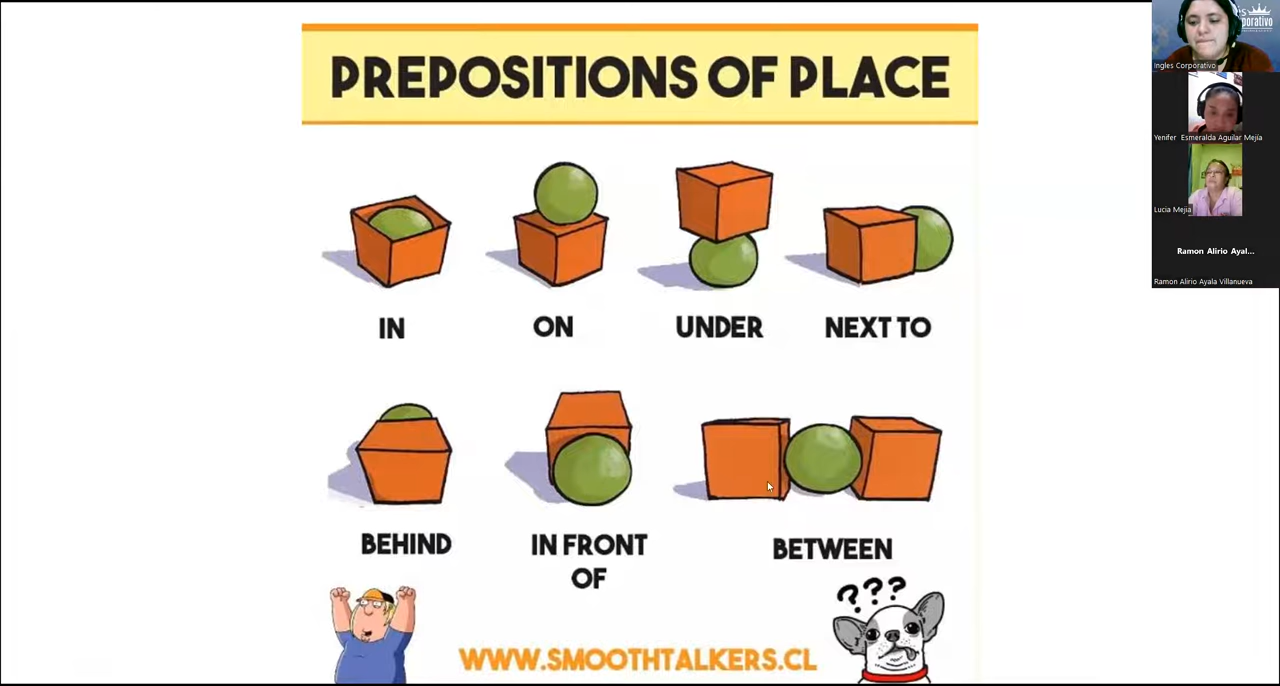 PREPOSITIONS OF PLACE
IN
ON
UNDER
NEXT TO
BEHIND
IN FRONT
OF
BETWEEN
???
WWW.SMOOTHTALKERS.CL
Ingles Corporativo
Yenifer Esmeralda Aguilar Mejía
Lucia Mejia
Ramon Alirio Ayal...
Ramon Alirio Ayala Villanueva